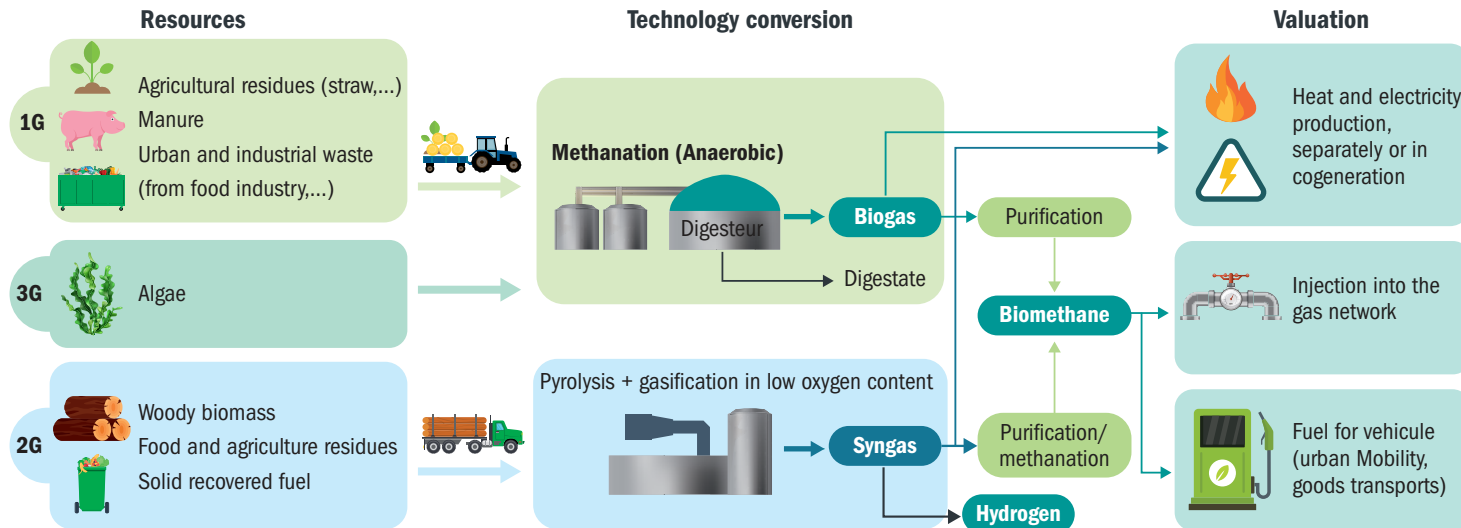 Resources
Technology conversion
Valuation
1G
Agricultural residues (straw,...)
Manure
Urban and industrial waste
(from food industry,...)
3G
Algae
2G
Woody biomass
Food and agriculture residues
Solid recovered fuel
Methanation (Anaerobic)
Digesteur
Biogas
Digestate
Pyrolysis + gasification in low oxygen content
Syngas
Hydrogen
Purification
Biomethane
Purification/
methanation
Heat and electricity
production,
separately or in
cogeneration
Injection into the
gas network
Fuel for vehicule
(urban Mobility,
goods transports)